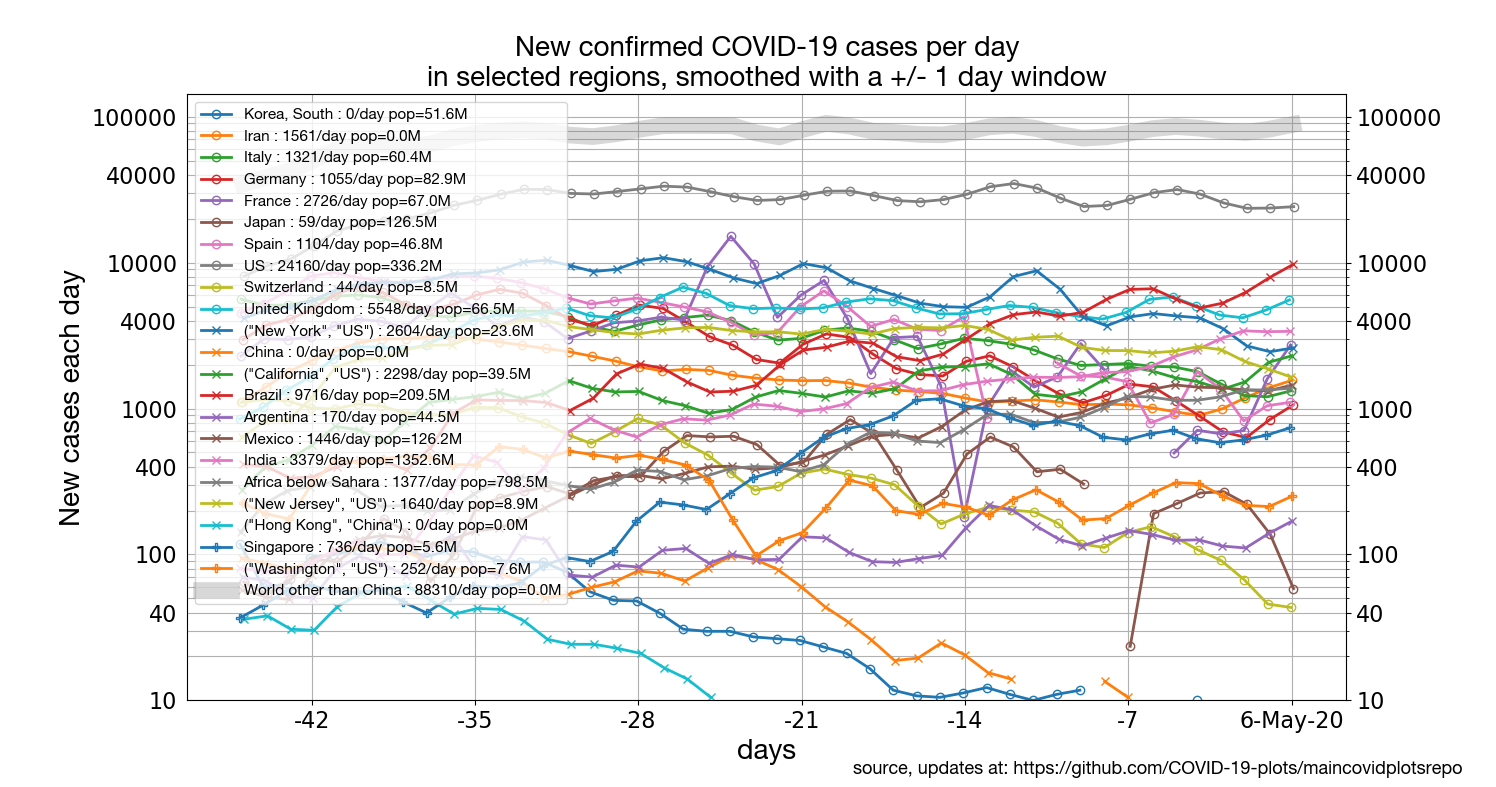 New confirmed COVID-19 cases per day
in selected regions, smoothed with a +/- 1 day window
New cases each day
100000
40000
10000
4000
1000
400
100
40
10
Korea, South : 0/day pop=51.6M
Iran : 1561/day pop=0.0M
Italy : 1321/day pop=60.4M
Germany : 1055/day pop=82.9M
France : 2726/day pop=67.0M
Japan : 59/day pop=126.5M
Spain : 1104/day pop=46.8M
US : 24160/day pop=336.2M
Switzerland : 44/day pop=8.5M
United Kingdom : 5548/day pop=66.5M
("New York", "US") : 2604/day pop=23.6M
China : 0/day pop=0.0M
("California", "US") : 2298/day pop=39.5M
Brazil : 9716/day pop=209.5M
Argentina : 170/day pop=44.5M
Mexico : 1446/day pop=126.2M
India : 3379/day pop=1352.6M
Africa below Sahara : 1377/day pop=798.5M
("New Jersey", "US") : 1640/day pop=8.9M
("Hong Kong", "China") : 0/day pop=0.0M
Singapore : 736/day pop=5.6M
("Washington", "US") : 252/day pop=7.6M
World other than China : 88310/day pop=0.0M
100000
40000
10000
4000
1000
400
100
40
10
-42
-35
-28
-21
-14
-7
6-May-20
days
source, updates at: https://github.com/COVID-19-plots/maincovidplotsrepo